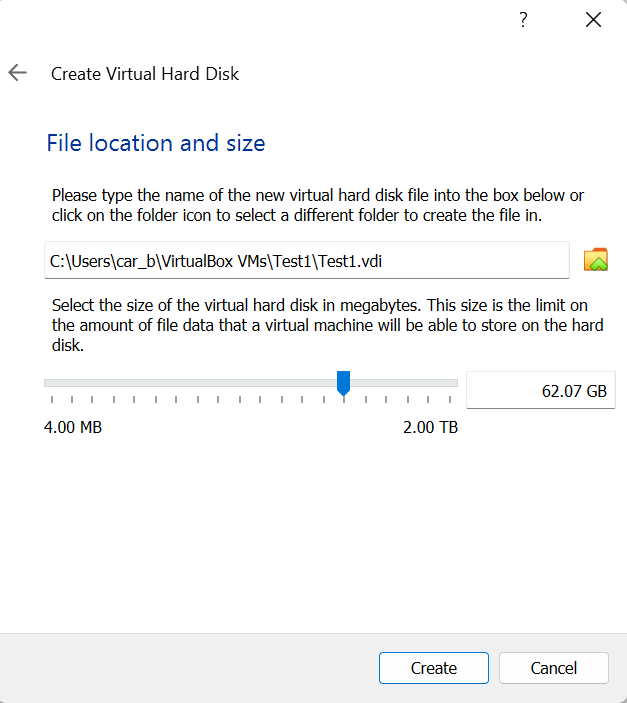 ?
Create Virtual Hard Disk
File location and size
Please type the name of the new virtual hard disk file into the box below or
click on the folder icon to select a different folder to create the file in.
C:\Users\car_b\VirtualBox VMs\Test1\Test1.vdi
Select the size of the virtual hard disk in megabytes. This size is the limit on
the amount of file data that a virtual machine will be able to store on the hard
disk.
62.07 GB
4.00 MB 2.00 TB
Create Cancel